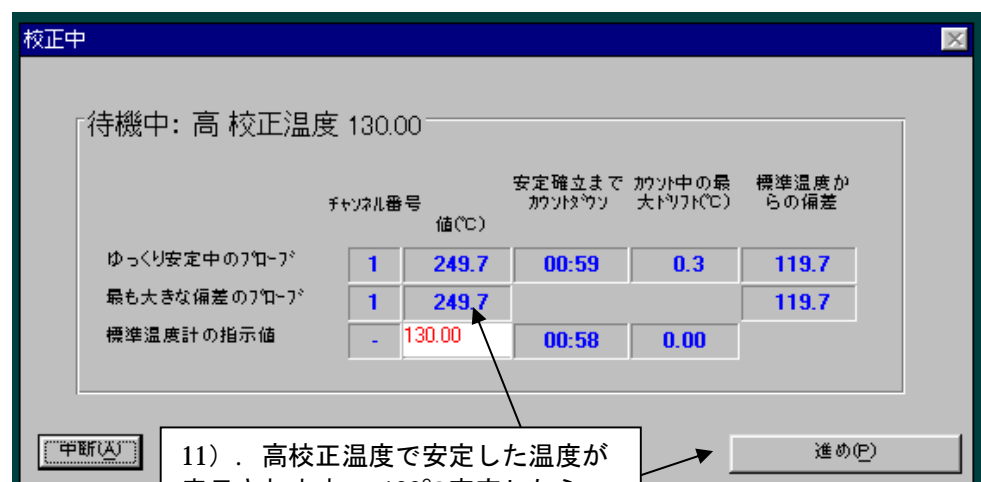 校正中
待機中: 高 校正温度 130.00
チャンネル番号 値(℃) 安定確立まで カウントダウン カウント中の最大ドリフト(℃) 標準温度からの偏差
ゆっくり安定中のプローブ 1 249.7 00:59 0.3 119.7
最も大きな偏差のプローブ 1 249.7 119.7
標準温度計の指示値 - 130.00 00:58 0.00
中断(A) 進め(P)
11）．高校正温度で安定した温度が